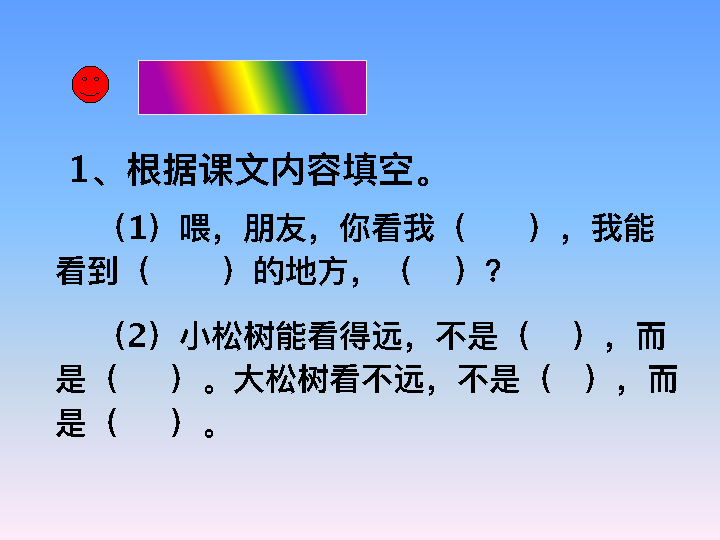 1、根据课文内容填空。
（1）喂，朋友，你看我（      ），我能
看到（       ）的地方，（    ）？
（2）小松树能看得远，不是（    ），而
是（     ）。大松树看不远，不是（   ），而
是（     ）。